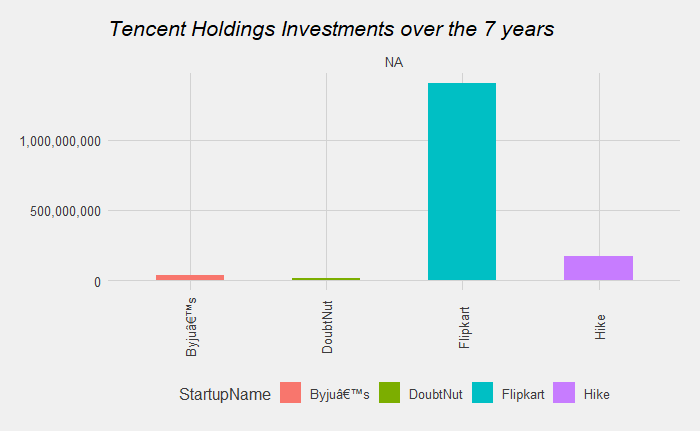 Tencent Holdings Investments over the 7 years
NA
1,000,000,000
500,000,000
0
Byjuâ€™s
DoubtNut
Flipkart
Hike
StartupName
Byjuâ€™s
DoubtNut
Flipkart
Hike